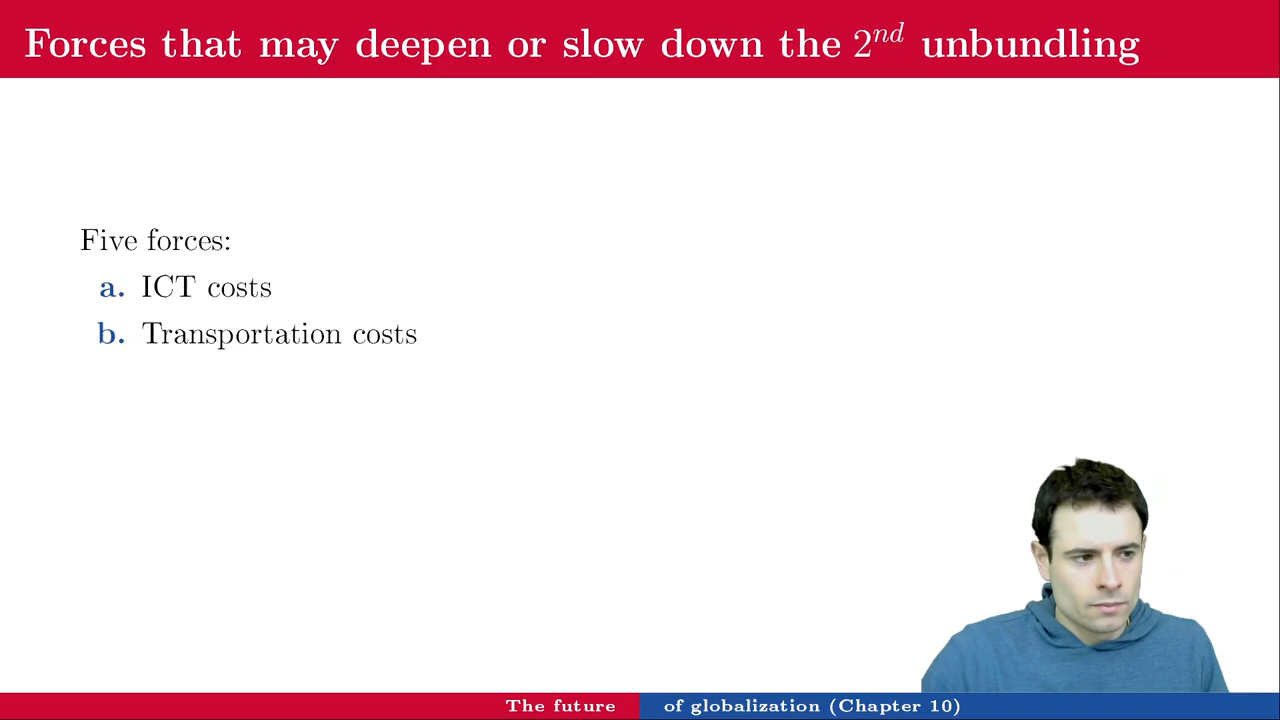 Forces that may deepen or slow down the 2nd unbundling
Five forces:
a. ICT costs
b. Transportation costs
The future of globalization (Chapter 10)